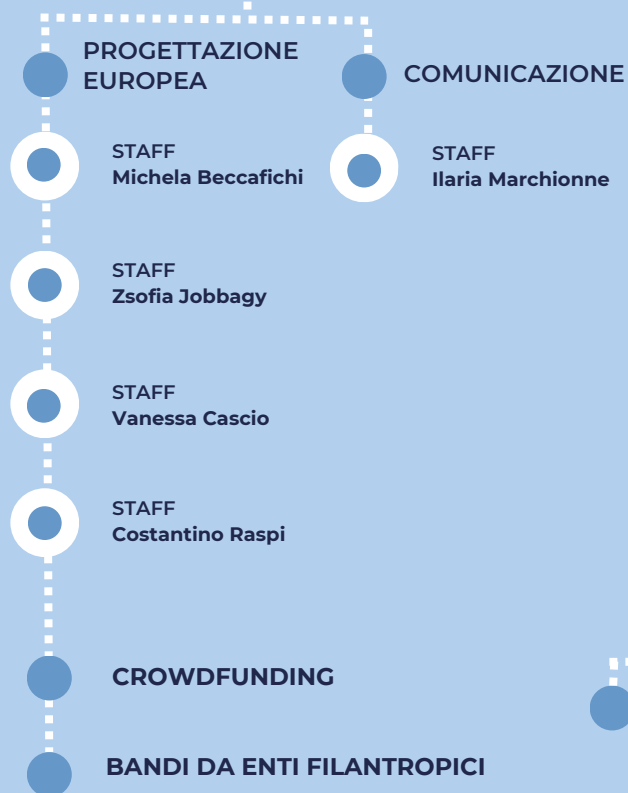 PROGETTAZIONE
EUROPEA
STAFF
Michela Beccafichi
STAFF
Zsofia Jobbagy
STAFF
Vanessa Cascio
STAFF
Costantino Raspi
CROWDFUNDING
BANDI DA ENTI FILANTROPICI
COMUNICAZIONE
STAFF
Ilaria Marchionne